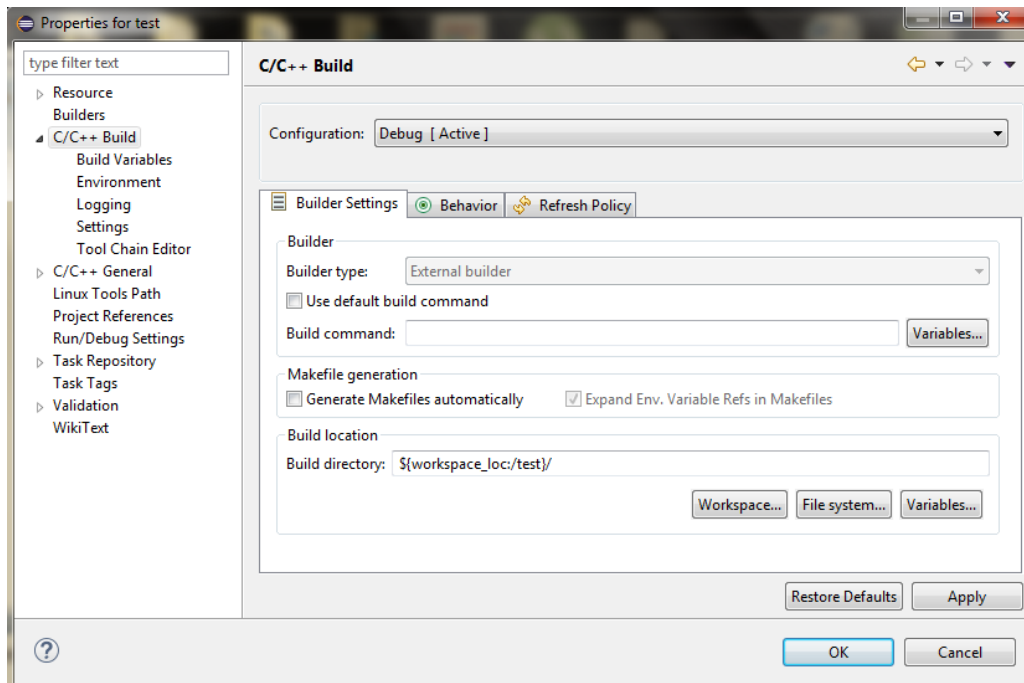 Properties for test
type filter text
Resource
Builders
C/C++ Build
Build Variables
Environment
Logging
Settings
Tool Chain Editor
C/C++ General
Linux Tools Path
Project References
Run/Debug Settings
Task Repository
Task Tags
Validation
WikiText
C/C++ Build
Configuration: Debug [ Active ]
Builder Settings Behavior Refresh Policy
Builder
Builder type: External builder
Use default build command
Build command: Variables...
Makefile generation
Generate Makefiles automatically Expand Env. Variable Refs in Makefiles
Build location
Build directory: ${workspace_loc:/test}/
Workspace... File system... Variables...
Restore Defaults Apply
? OK Cancel